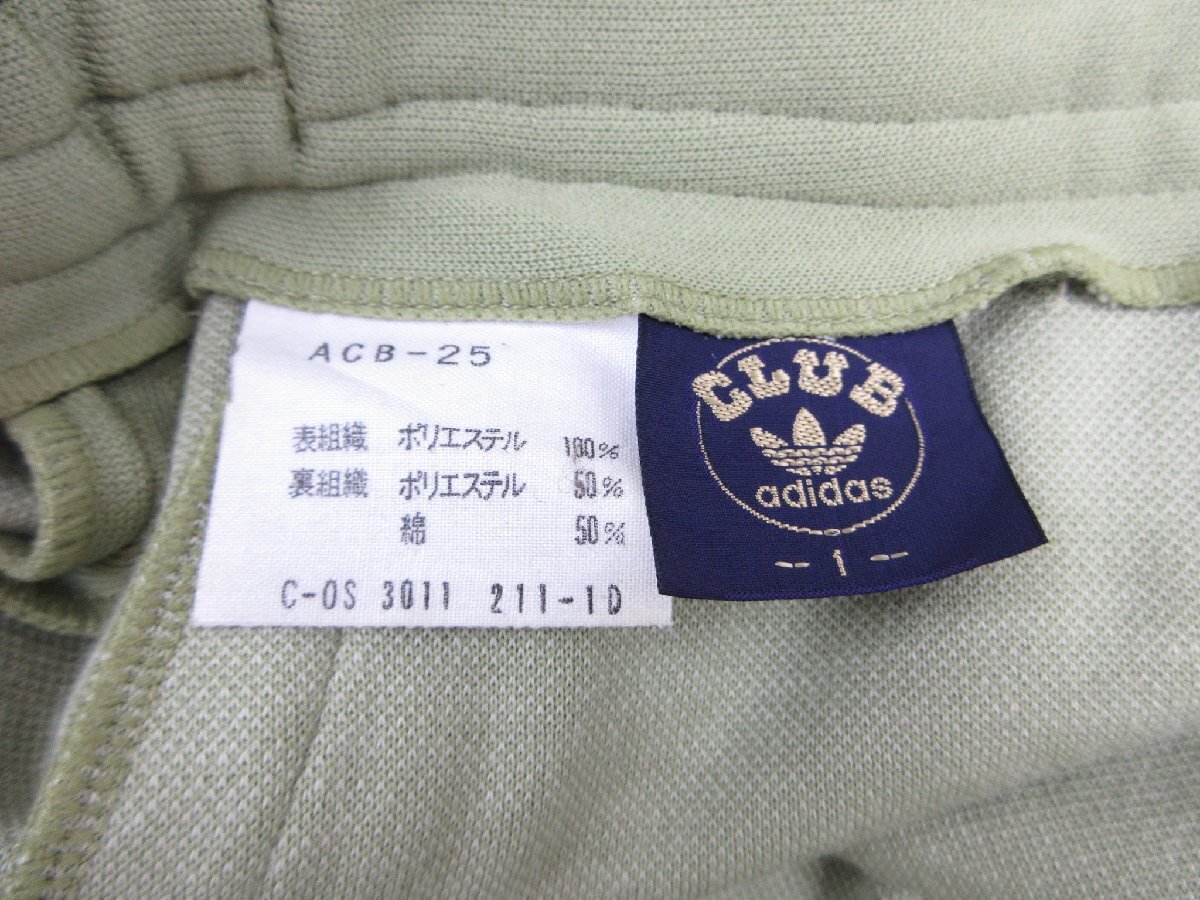 ACB-25
表組織 ポリエステル 100%
裏組織 ポリエステル 50%
綿 50%
C-OS 3011 211-1D
CLUB
adidas
-- 1 --